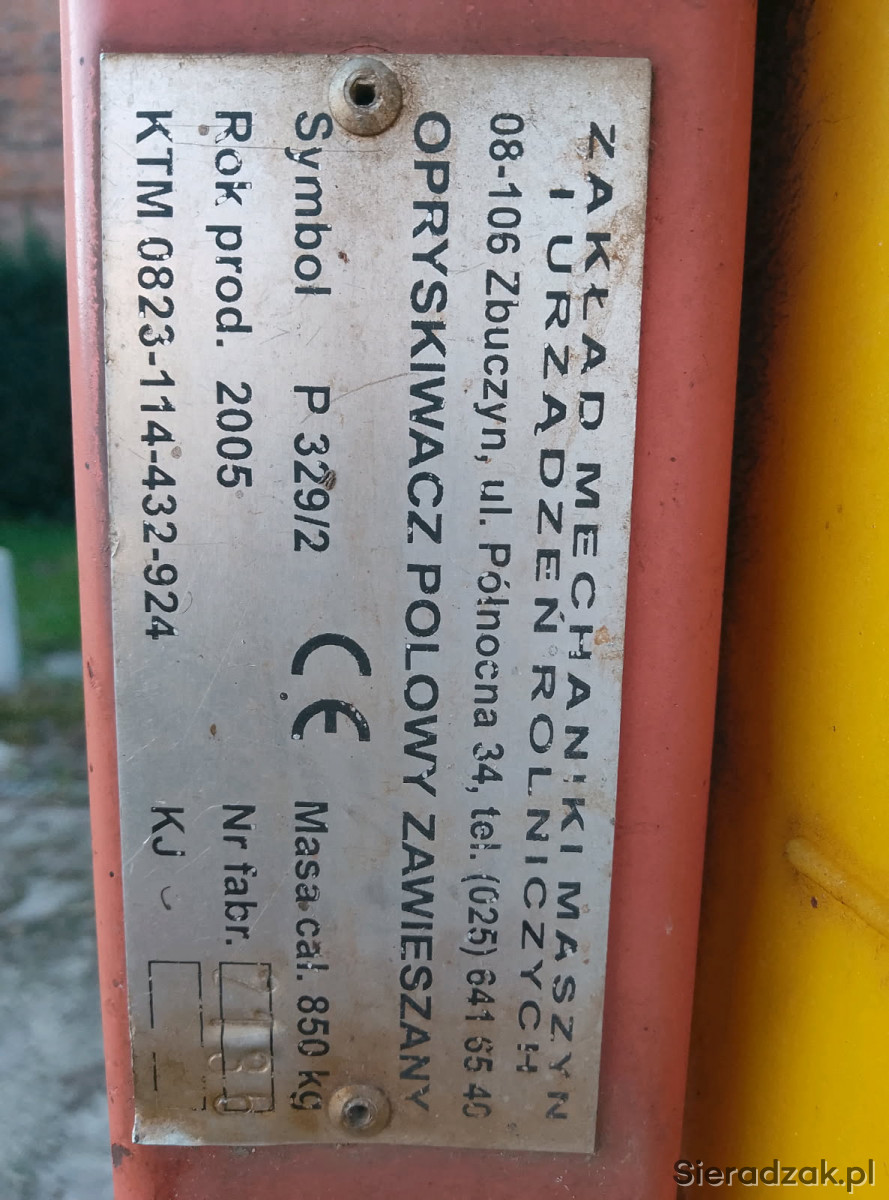 ZAKŁAD MECHANIKI MASZYN
I URZĄDZEŃ ROLNICZYCH
08-106 Zbuczyn, ul. Północna 34, tel. (025) 641 65 40
OPRYSKIWACZ POLOWY ZAWIESZANY
Symbol P 329/2 CE Masa cał. 850 kg
Rok prod. 2005 Nr fabr.
KTM 0823-114-432-924 KJ
Sieradzak.pl